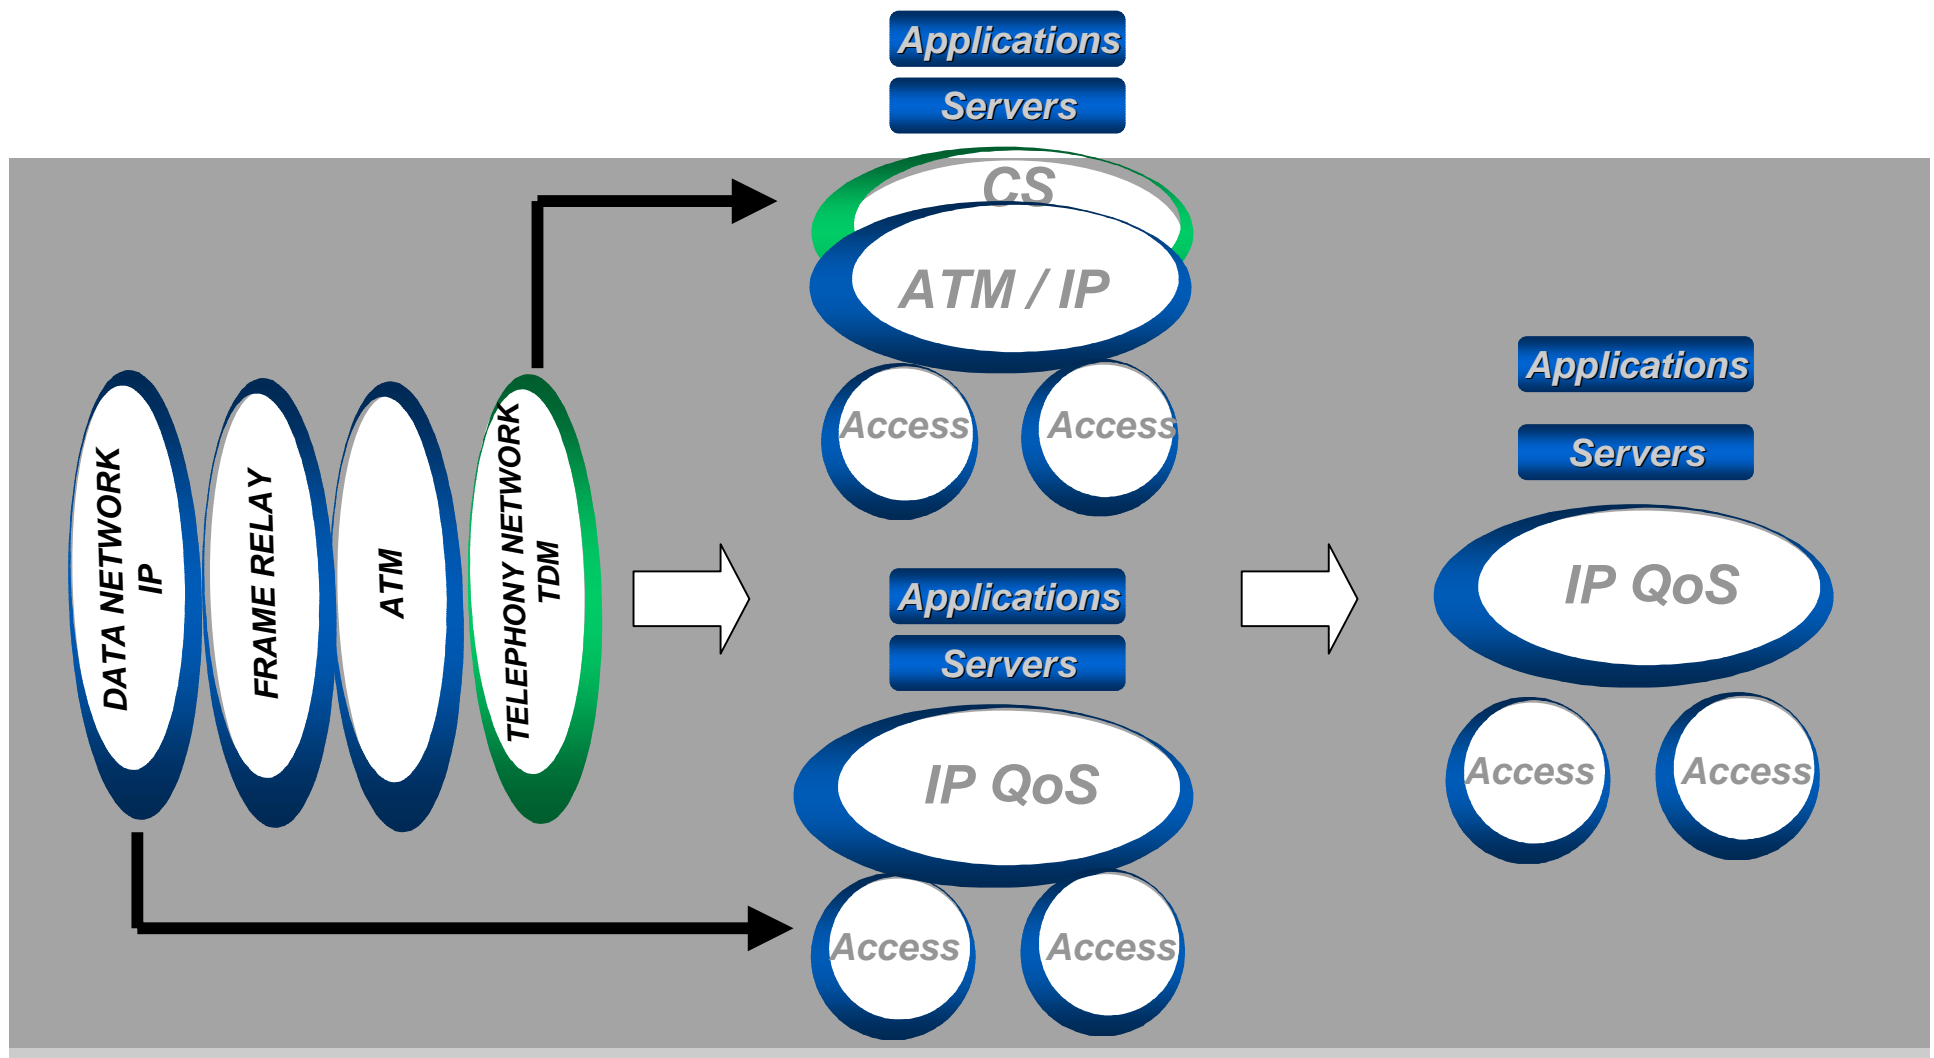 DATA NETWORK
IP
FRAME RELAY
ATM
TELEPHONY NETWORK
TDM
Applications
Servers
CS
ATM / IP
Access
Access
Applications
Servers
IP QoS
Access
Access
Applications
Servers
IP QoS
Access
Access